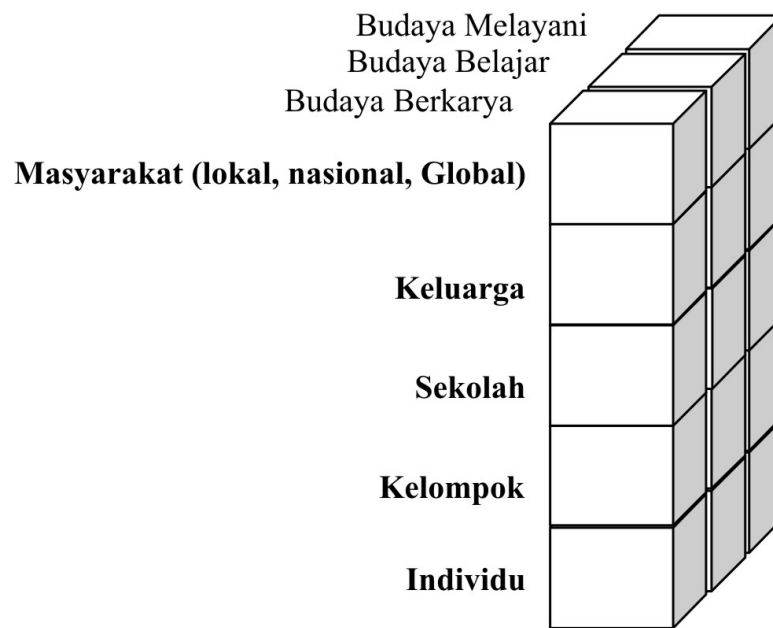 Budaya Melayani
Budaya Belajar
Budaya Berkarya
Masyarakat (lokal, nasional, Global)
Keluarga
Sekolah
Kelompok
Individu